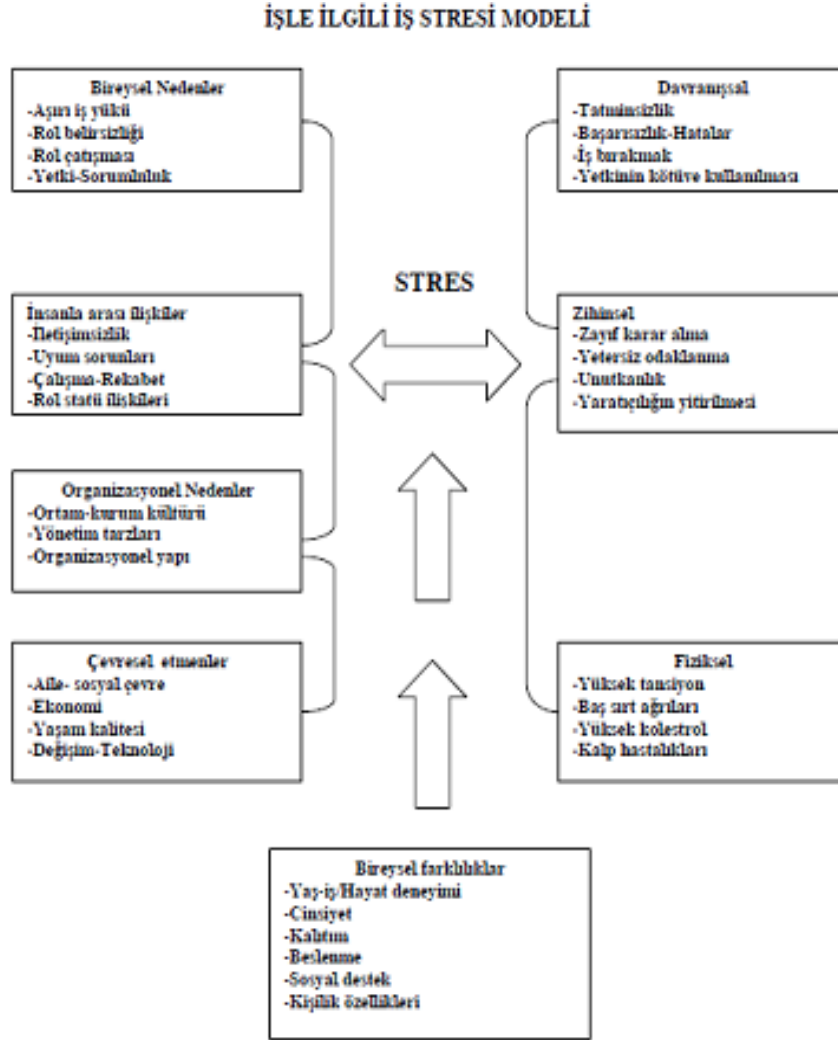 İŞLE İLGİLİ İŞ STRESİ MODELİ
Bireysel Nedenler
-Aşırı iş yükü
-Rol belirsizliği
-Rol çatışması
-Yetki-Sorumluluk
İnsanla arası ilişkiler
-İletişimsizlik
-Uyum sorunları
-Çalışma-Rekabet
-Rol statü ilişkileri
Organizasyonel Nedenler
-Ortam-kurum kültürü
-Yönetim tarzları
-Organizasyonel yapı
Çevresel etmenler
-Aile- sosyal çevre
-Ekonomi
-Yaşam kalitesi
-Değişim-Teknoloji
STRES
Davranışsal
-Tatminsizlik
-Başarısızlık-Hatalar
-İş bırakmak
-Yetkinin kötüye kullanılması
Zihinsel
-Zayıf karar alma
-Yetersiz odaklanma
-Unutkanlık
-Yaratıçılığın yitirilmesi
Fiziksel
-Yüksek tansiyon
-Baş sırt ağrıları
-Yüksek kolestrol
-Kalp hastalıkları
Bireysel farklılıklar
-Yaş-iş/Hayat deneyimi
-Cinsiyet
-Kalıtım
-Beslenme
-Sosyal destek
-Kişilik özellikleri